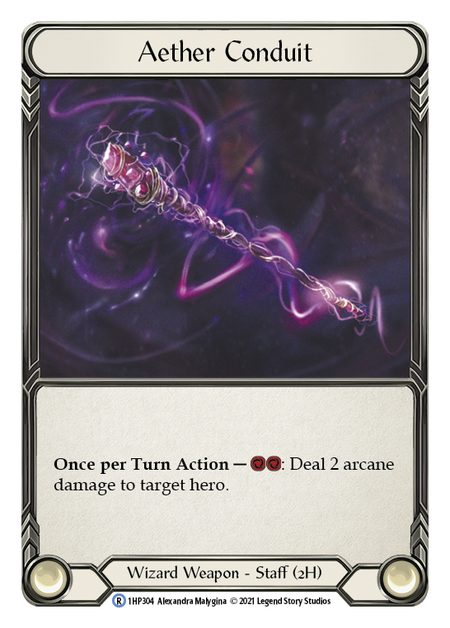 Aether Conduit
Once per Turn Action — : Deal 2 arcane
damage to target hero.
Wizard Weapon - Staff (2H)
R 1HP304 Alexandra Malygina © 2021 Legend Story Studios